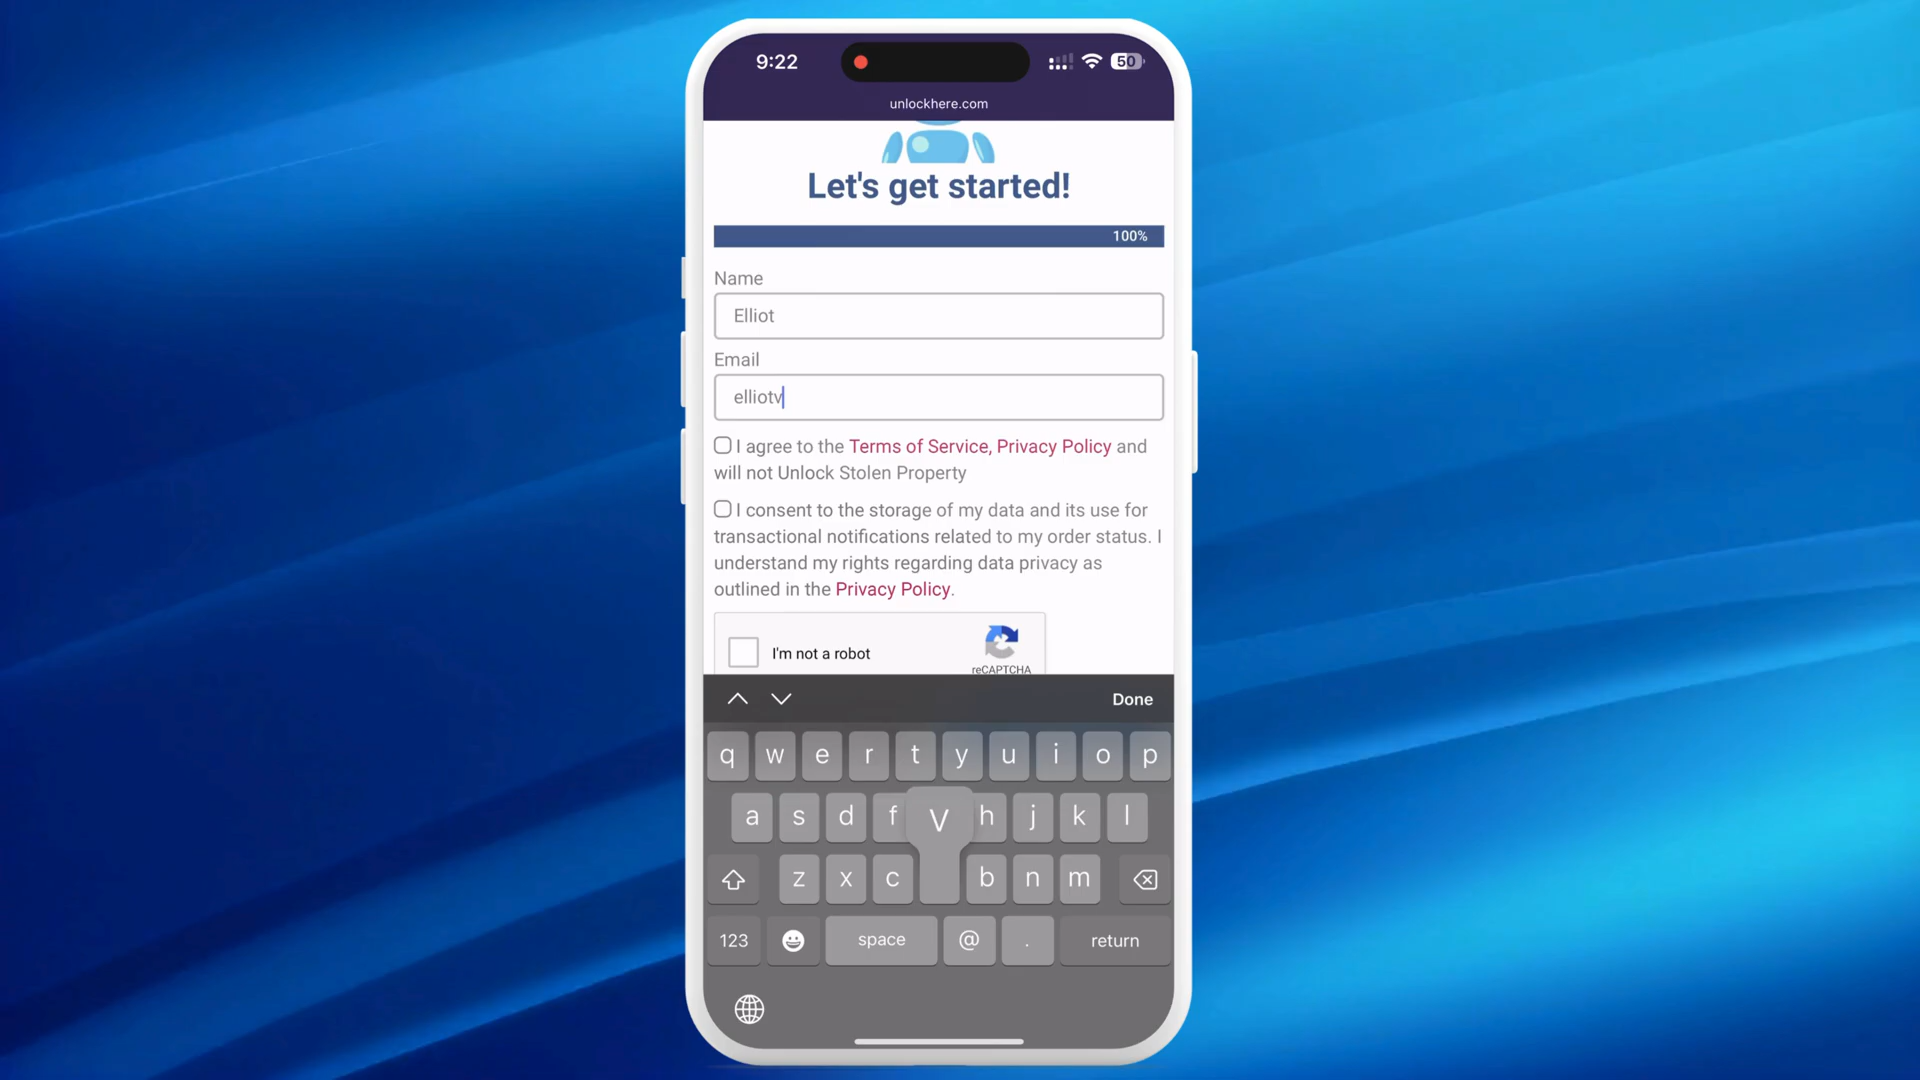 9:22
50
unlockhere.com
Let's get started!
100%
Name
Elliot
Email
elliotv
I agree to the Terms of Service, Privacy Policy and
will not Unlock Stolen Property
I consent to the storage of my data and its use for
transactional notifications related to my order status. I
understand my rights regarding data privacy as
outlined in the Privacy Policy.
I'm not a robot
reCAPTCHA
Done
q w e r t y u i o p
a s d f V h j k l
z x c b n m
123 space @ . return